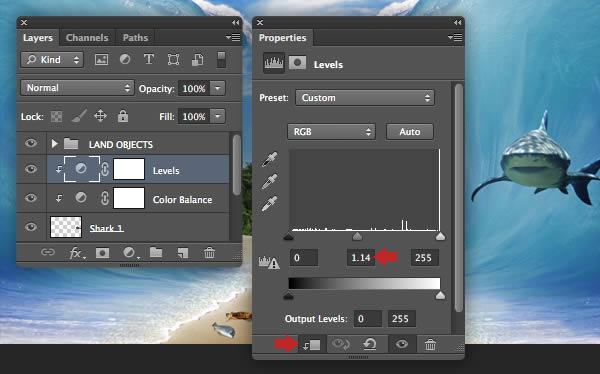 Layers Channels Paths
Kind
Normal Opacity: 100%
Lock: Fill: 100%
LAND OBJECTS
Levels
Color Balance
Shark 1
fx
Properties
Levels
Preset: Custom
RGB Auto
0 1.14 255
Output Levels: 0 255